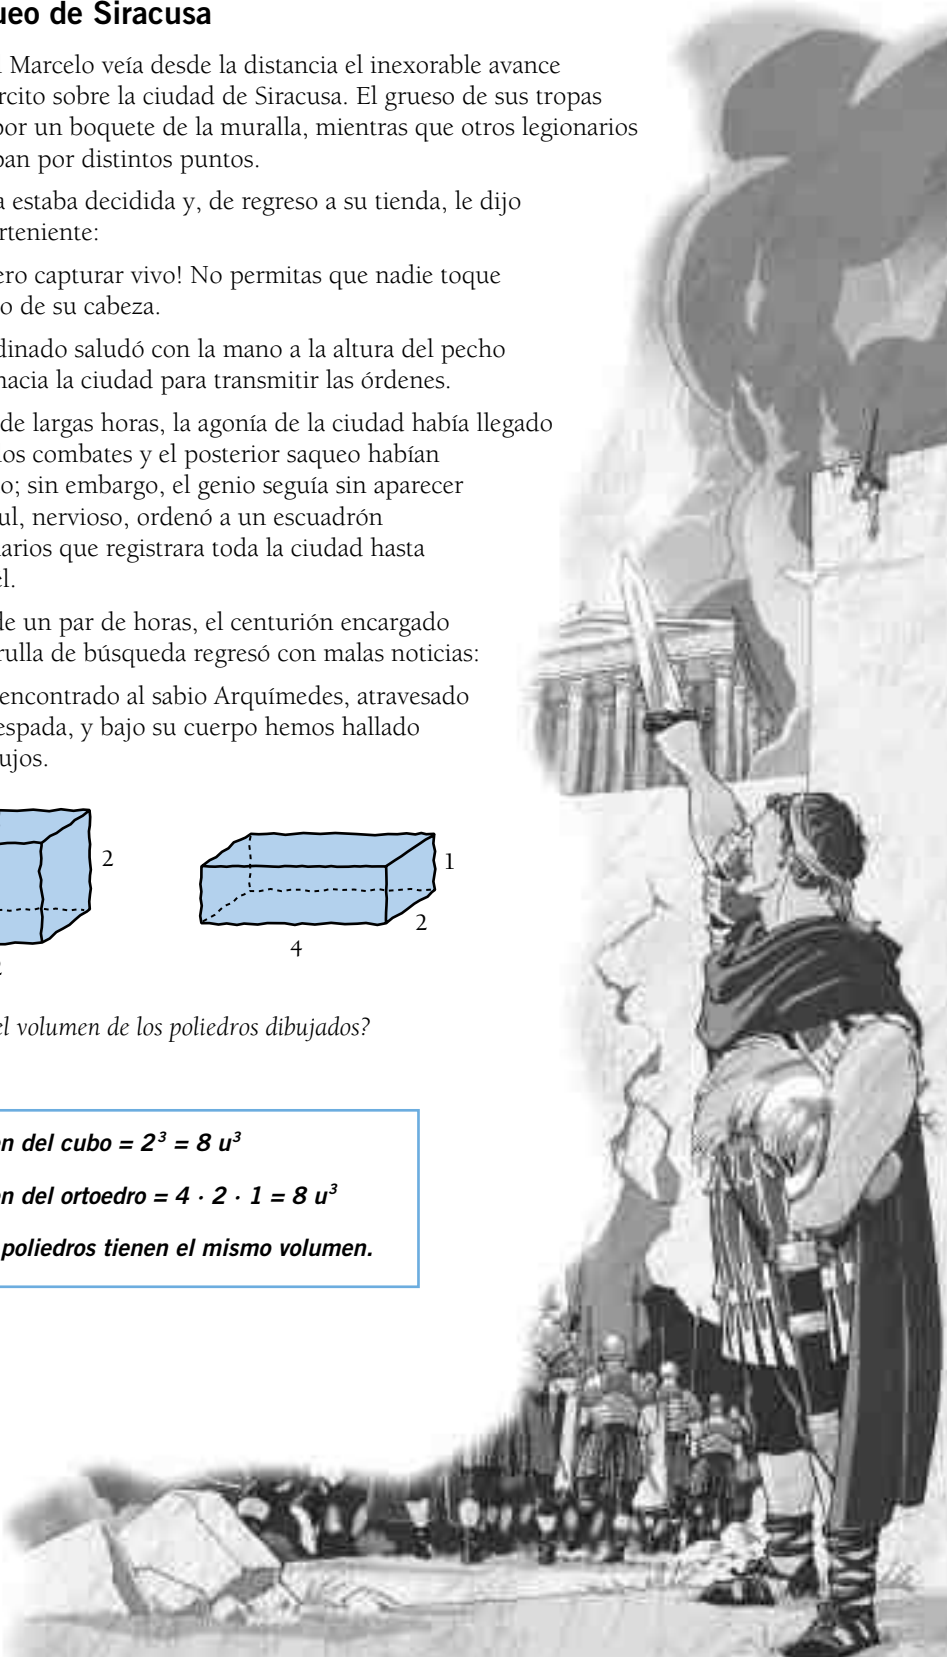 ueo de Siracusa
Marcelo veía desde la distancia el inexorable avance
rcito sobre la ciudad de Siracusa. El grueso de sus tropas
por un boquete de la muralla, mientras que otros legionarios
ban por distintos puntos.
a estaba decidida y, de regreso a su tienda, le dijo
rteniente:
ero capturar vivo! No permitas que nadie toque
o de su cabeza.
dinado saludó con la mano a la altura del pecho
hacia la ciudad para transmitir las órdenes.
de largas horas, la agonía de la ciudad había llegado
los combates y el posterior saqueo habían
o; sin embargo, el genio seguía sin aparecer
ul, nervioso, ordenó a un escuadrón
narios que registrara toda la ciudad hasta
el.
de un par de horas, el centurión encargado
rulla de búsqueda regresó con malas noticias:
encontrado al sabio Arquímedes, atravesado
espada, y bajo su cuerpo hemos hallado
ujos.
2
1
2
4
el volumen de los poliedros dibujados?
en del cubo = 2³ = 8 u³
en del ortoedro = 4 · 2 · 1 = 8 u³
poliedros tienen el mismo volumen.